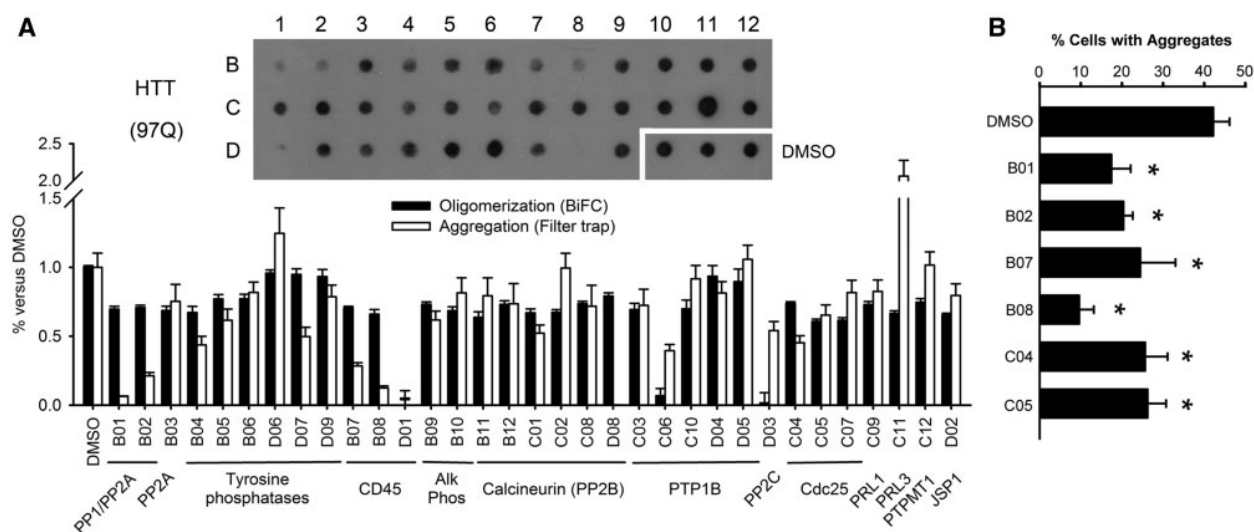 A
1 2 3 4 5 6 7 8 9 10 11 12
B
C
D
HTT
(97Q)
DMSO
Oligomerization (BiFC)
Aggregation (Filter trap)
% versus DMSO
2.5
2.0
1.5
1.0
0.5
0.0
DMSO B01 B02 B03 B04 B05 B06 D06 D07 D09 B07 B08 D01 B09 B10 B11 B12 C01 C02 C08 D08 C03 C06 C10 D04 D05 D03 C04 C05 C07 C09 C11 C12 D02
PP1/PP2A
PP2A
Tyrosine
phosphatases
CD45
Alk
Phos
Calcineurin (PP2B)
PTP1B
PP2C
Cdc25
PRL1
PRL3
PTPMT1
JSP1
B
% Cells with Aggregates
0 10 20 30 40 50
DMSO
B01 *
B02 *
B07 *
B08 *
C04 *
C05 *